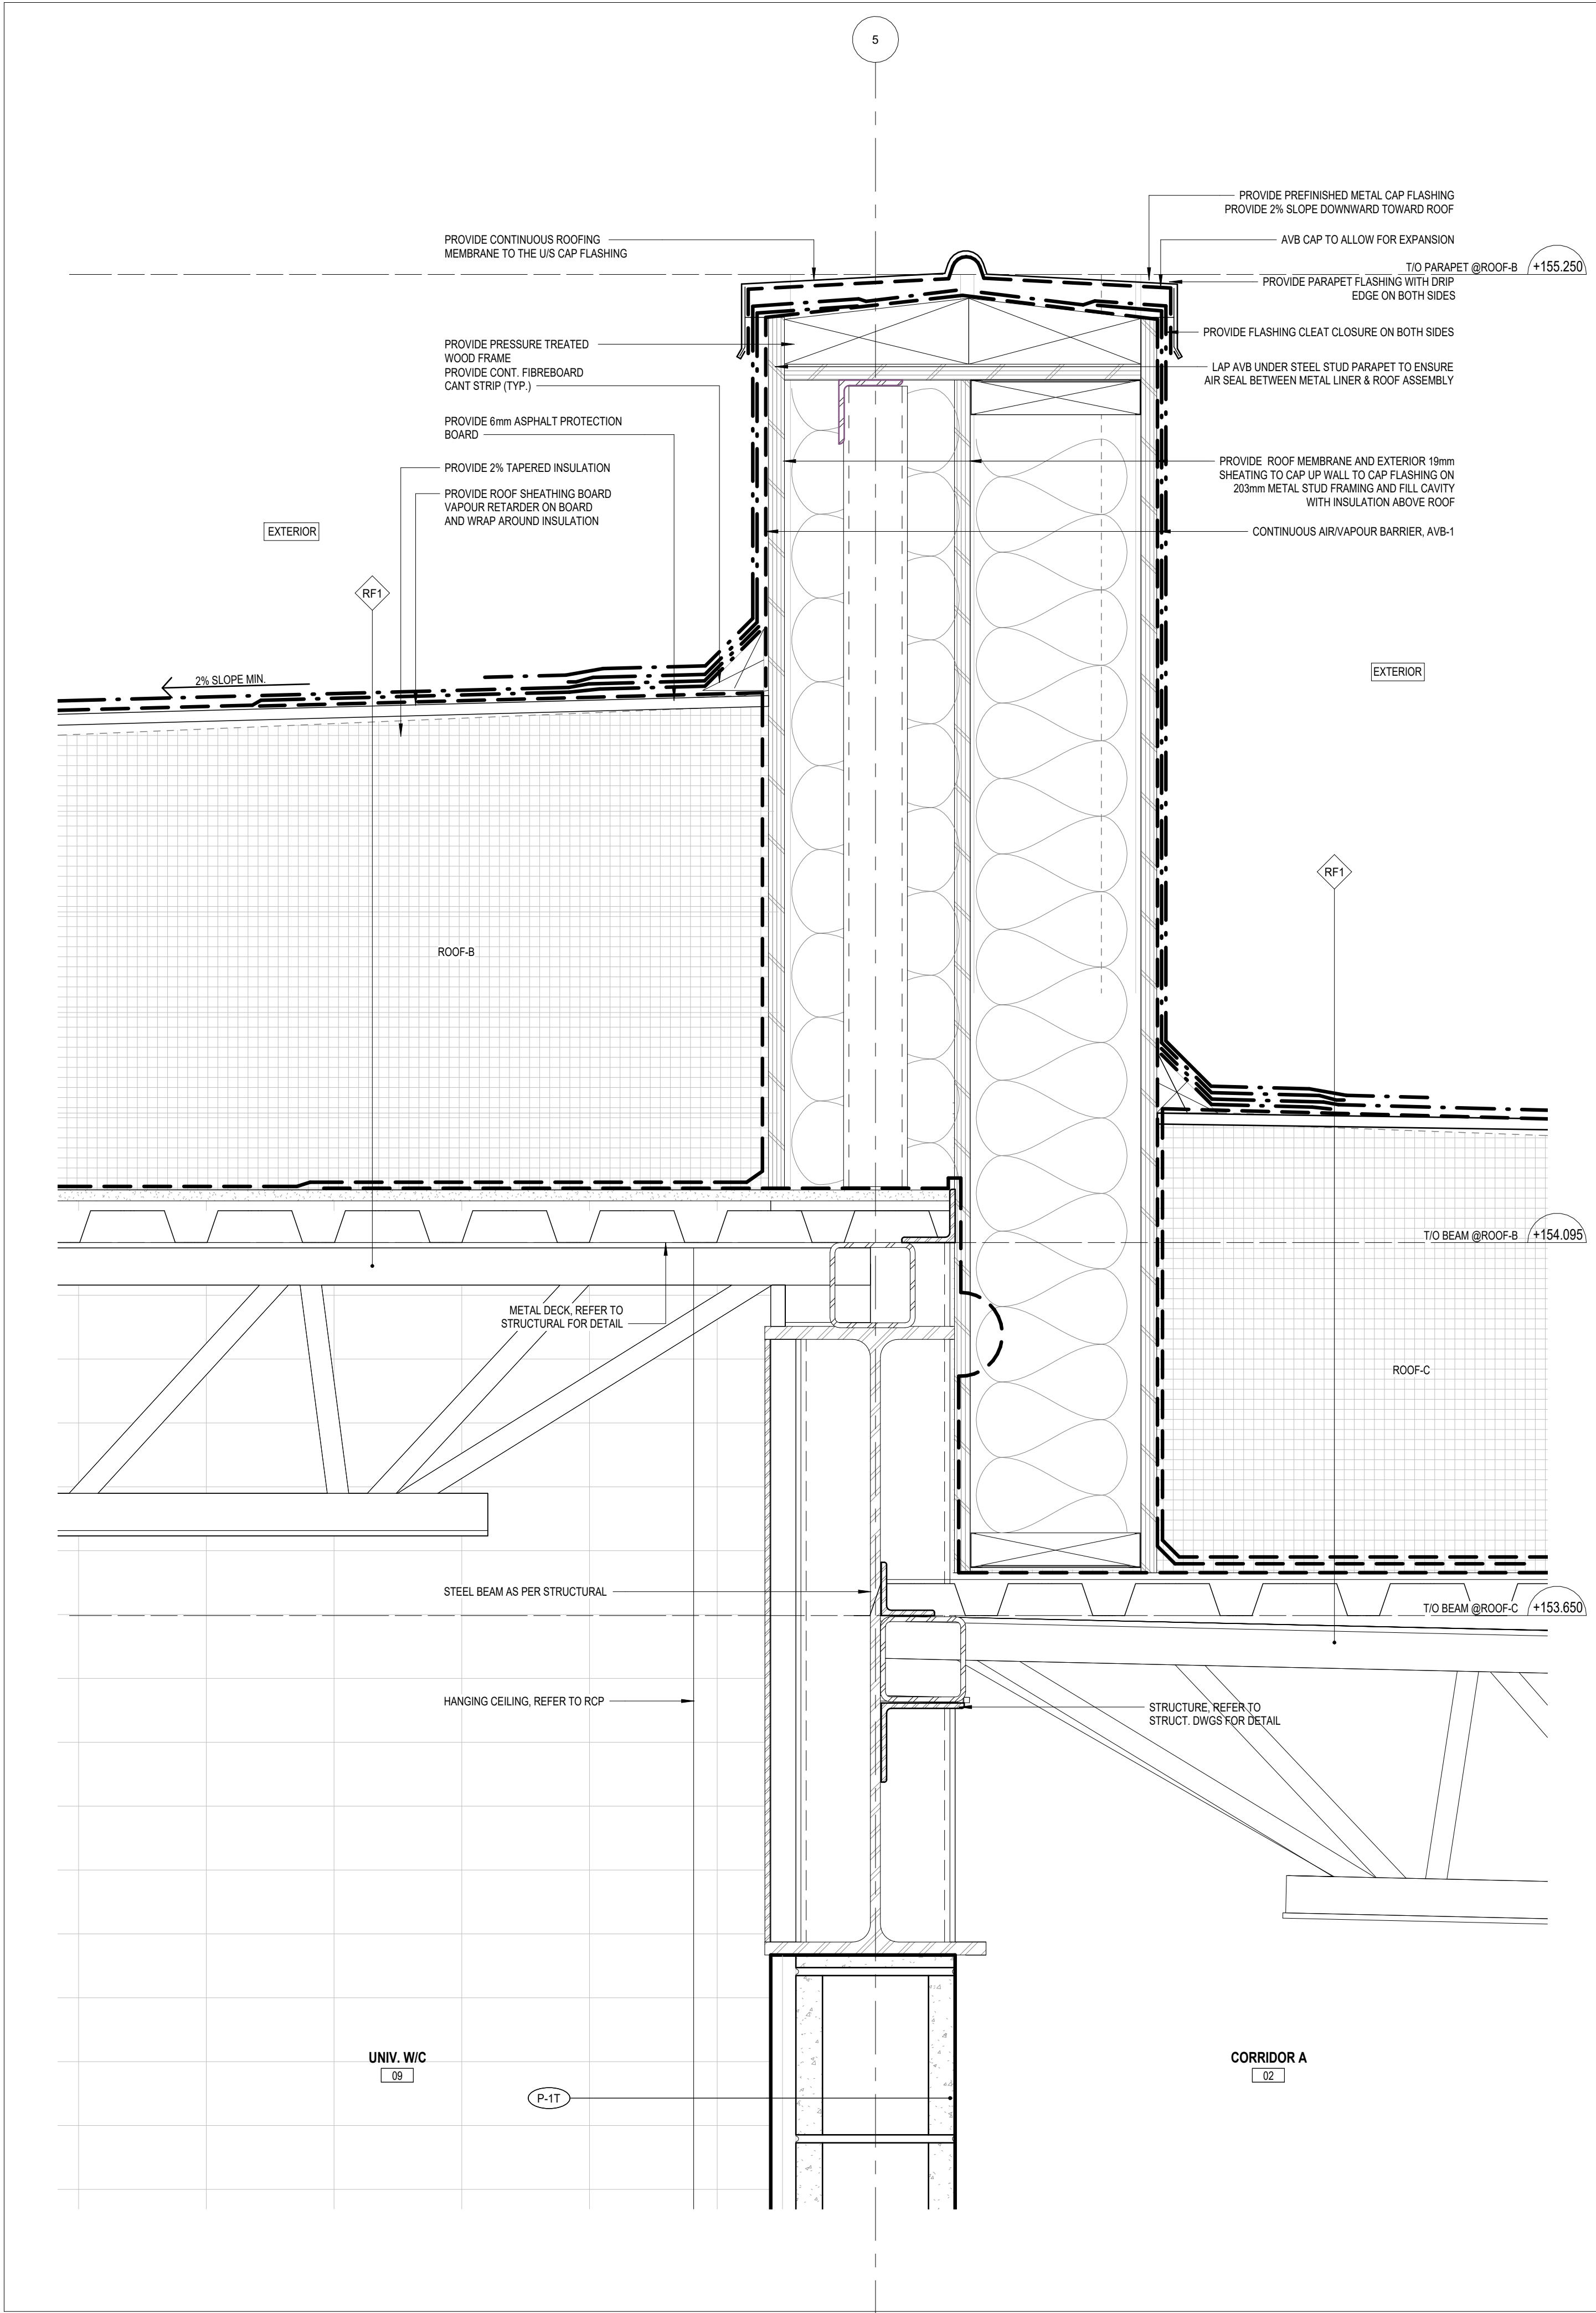 5
PROVIDE PREFINISHED METAL CAP FLASHING
PROVIDE 2% SLOPE DOWNWARD TOWARD ROOF
PROVIDE CONTINUOUS ROOFING
MEMBRANE TO THE U/S CAP FLASHING
AVB CAP TO ALLOW FOR EXPANSION
T/O PARAPET @ROOF-B +155.250
PROVIDE PARAPET FLASHING WITH DRIP
EDGE ON BOTH SIDES
PROVIDE FLASHING CLEAT CLOSURE ON BOTH SIDES
PROVIDE PRESSURE TREATED
WOOD FRAME
PROVIDE CONT. FIBREBOARD
CANT STRIP (TYP.)
LAP AVB UNDER STEEL STUD PARAPET TO ENSURE
AIR SEAL BETWEEN METAL LINER & ROOF ASSEMBLY
PROVIDE 6mm ASPHALT PROTECTION
BOARD
PROVIDE 2% TAPERED INSULATION
PROVIDE ROOF MEMBRANE AND EXTERIOR 19mm
SHEATING TO CAP UP WALL TO CAP FLASHING ON
203mm METAL STUD FRAMING AND FILL CAVITY
WITH INSULATION ABOVE ROOF
PROVIDE ROOF SHEATHING BOARD
VAPOUR RETARDER ON BOARD
AND WRAP AROUND INSULATION
EXTERIOR
CONTINUOUS AIR/VAPOUR BARRIER, AVB-1
RF1
EXTERIOR
2% SLOPE MIN.
RF1
ROOF-B
T/O BEAM @ROOF-B +154.095
METAL DECK, REFER TO
STRUCTURAL FOR DETAIL
ROOF-C
STEEL BEAM AS PER STRUCTURAL
T/O BEAM @ROOF-C +153.650
HANGING CEILING, REFER TO RCP
STRUCTURE, REFER TO
STRUCT. DWGS FOR DETAIL
UNIV. W/C
09
CORRIDOR A
02
P-1T